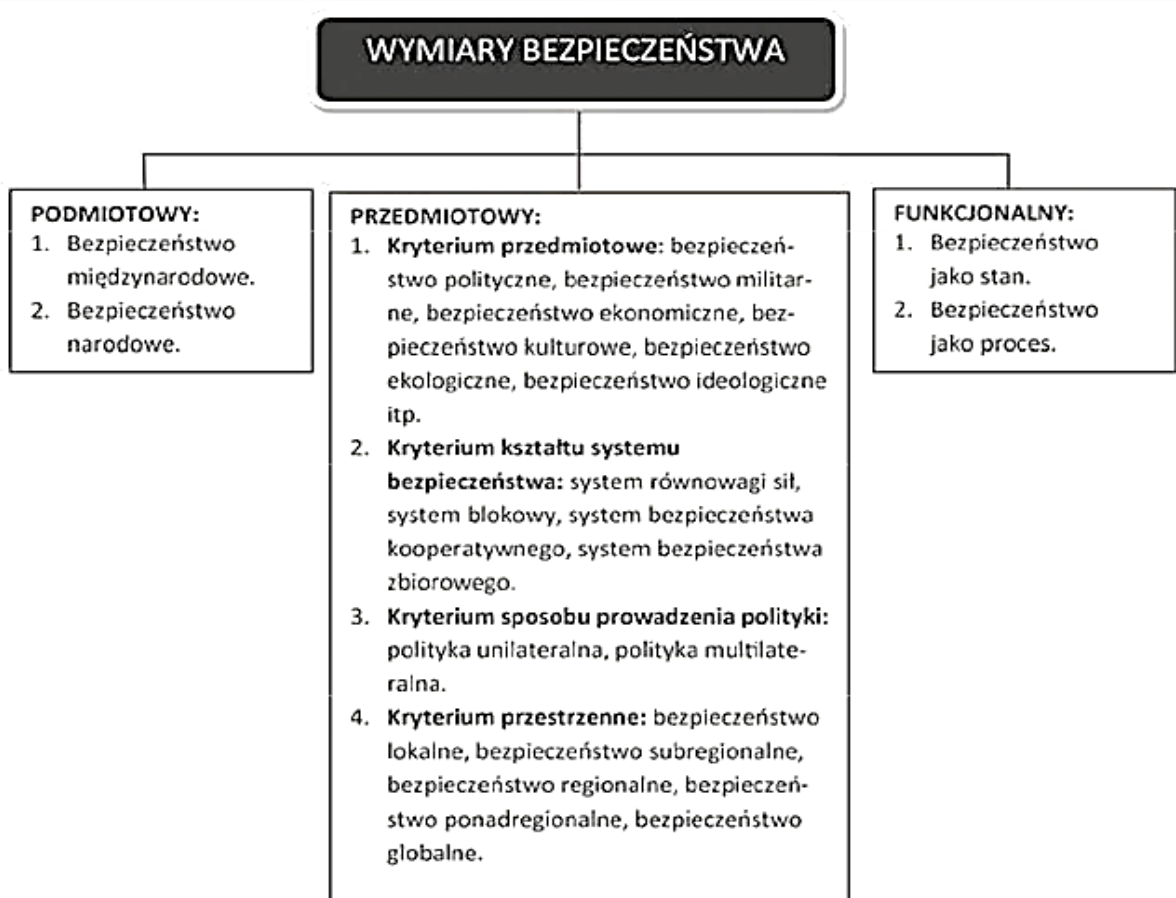 WYMIARY BEZPIECZEŃSTWA
PODMIOTOWY:
1. Bezpieczeństwo
międzynarodowe.
2. Bezpieczeństwo
narodowe.
PRZEDMIOTOWY:
1. Kryterium przedmiotowe: bezpieczeń-
stwo polityczne, bezpieczeństwo militar-
ne, bezpieczeństwo ekonomiczne, bez-
pieczeństwo kulturowe, bezpieczeństwo
ekologiczne, bezpieczeństwo ideologiczne
itp.
2. Kryterium kształtu systemu
bezpieczeństwa: system równowagi sił,
system blokowy, system bezpieczeństwa
kooperatywnego, system bezpieczeństwa
zbiorowego.
3. Kryterium sposobu prowadzenia polityki:
polityka unilateralna, polityka multilate-
ralna.
4. Kryterium przestrzenne: bezpieczeństwo
lokalne, bezpieczeństwo subregionalne,
bezpieczeństwo regionalne, bezpieczeń-
stwo ponadregionalne, bezpieczeństwo
globalne.
FUNKCJONALNY:
1. Bezpieczeństwo
jako stan.
2. Bezpieczeństwo
jako proces.